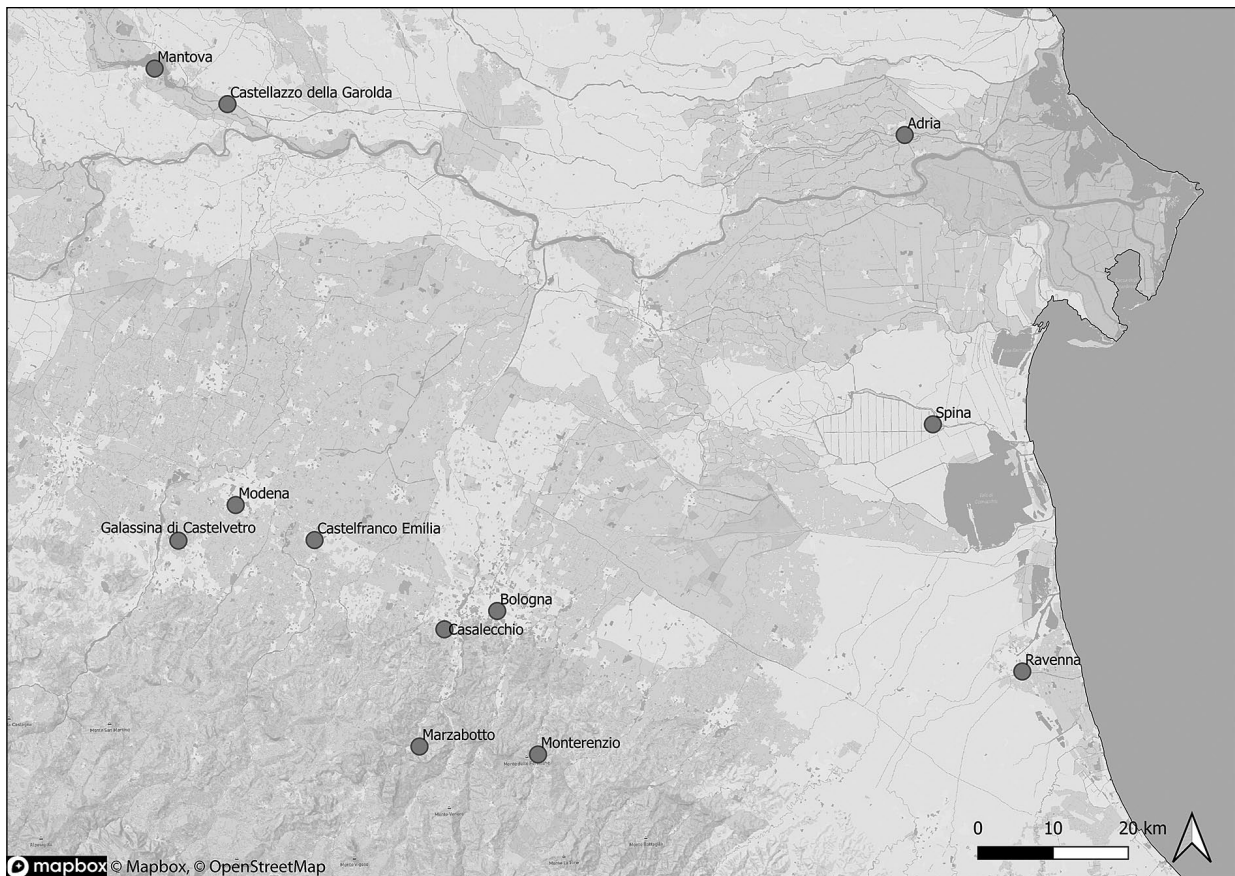 Mantova
Castellazzo della Garolda
Adria
Spina
Modena
Galassina di Castelvetro
Castelfranco Emilia
Bologna
Casalecchio
Ravenna
Marzabotto
Monterenzio
0 10 20 km
mapbox © Mapbox, © OpenStreetMap